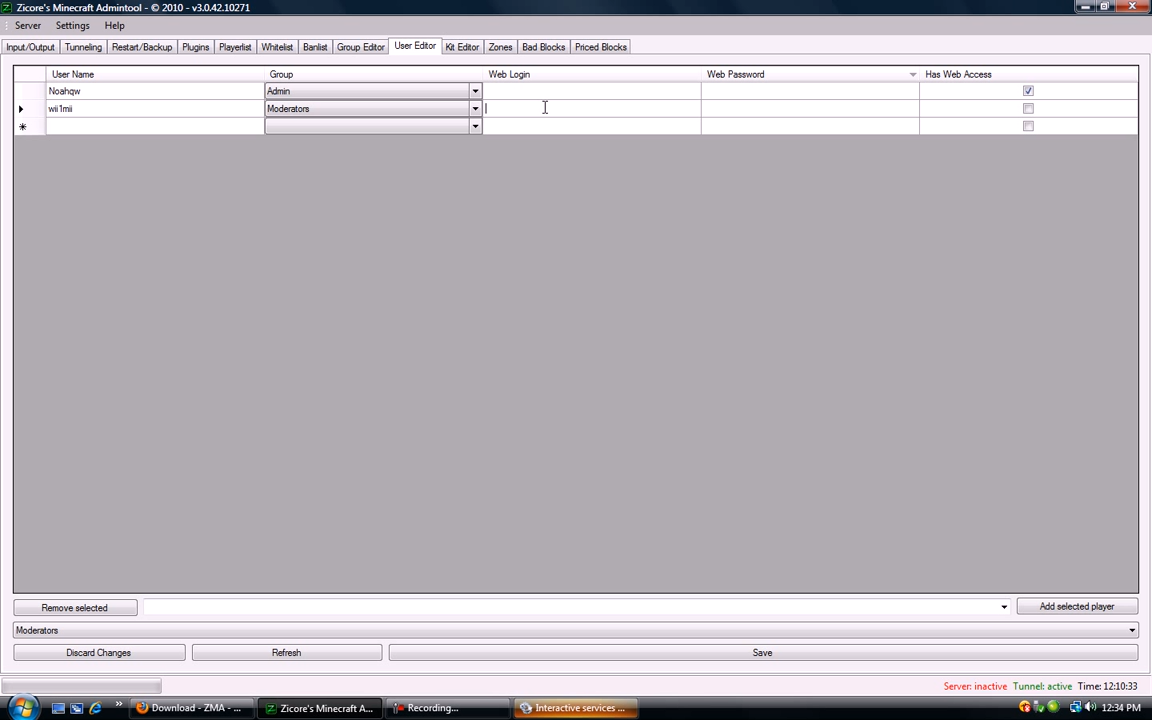 Zicore's Minecraft Admintool - © 2010 - v3.0.42.10271
Server Settings Help
Input/Output Tunneling Restart/Backup Plugins Playerlist Whitelist Banlist Group Editor User Editor Kit Editor Zones Bad Blocks Priced Blocks
User Name Group Web Login Web Password Has Web Access
Noahqw Admin
wii1mii Moderators
Remove selected Add selected player
Moderators
Discard Changes Refresh Save
Server: inactive Tunnel: active Time: 12:10:33
Download - ZMA - ... Zicore's Minecraft A... Recording... Interactive services ... 12:34 PM